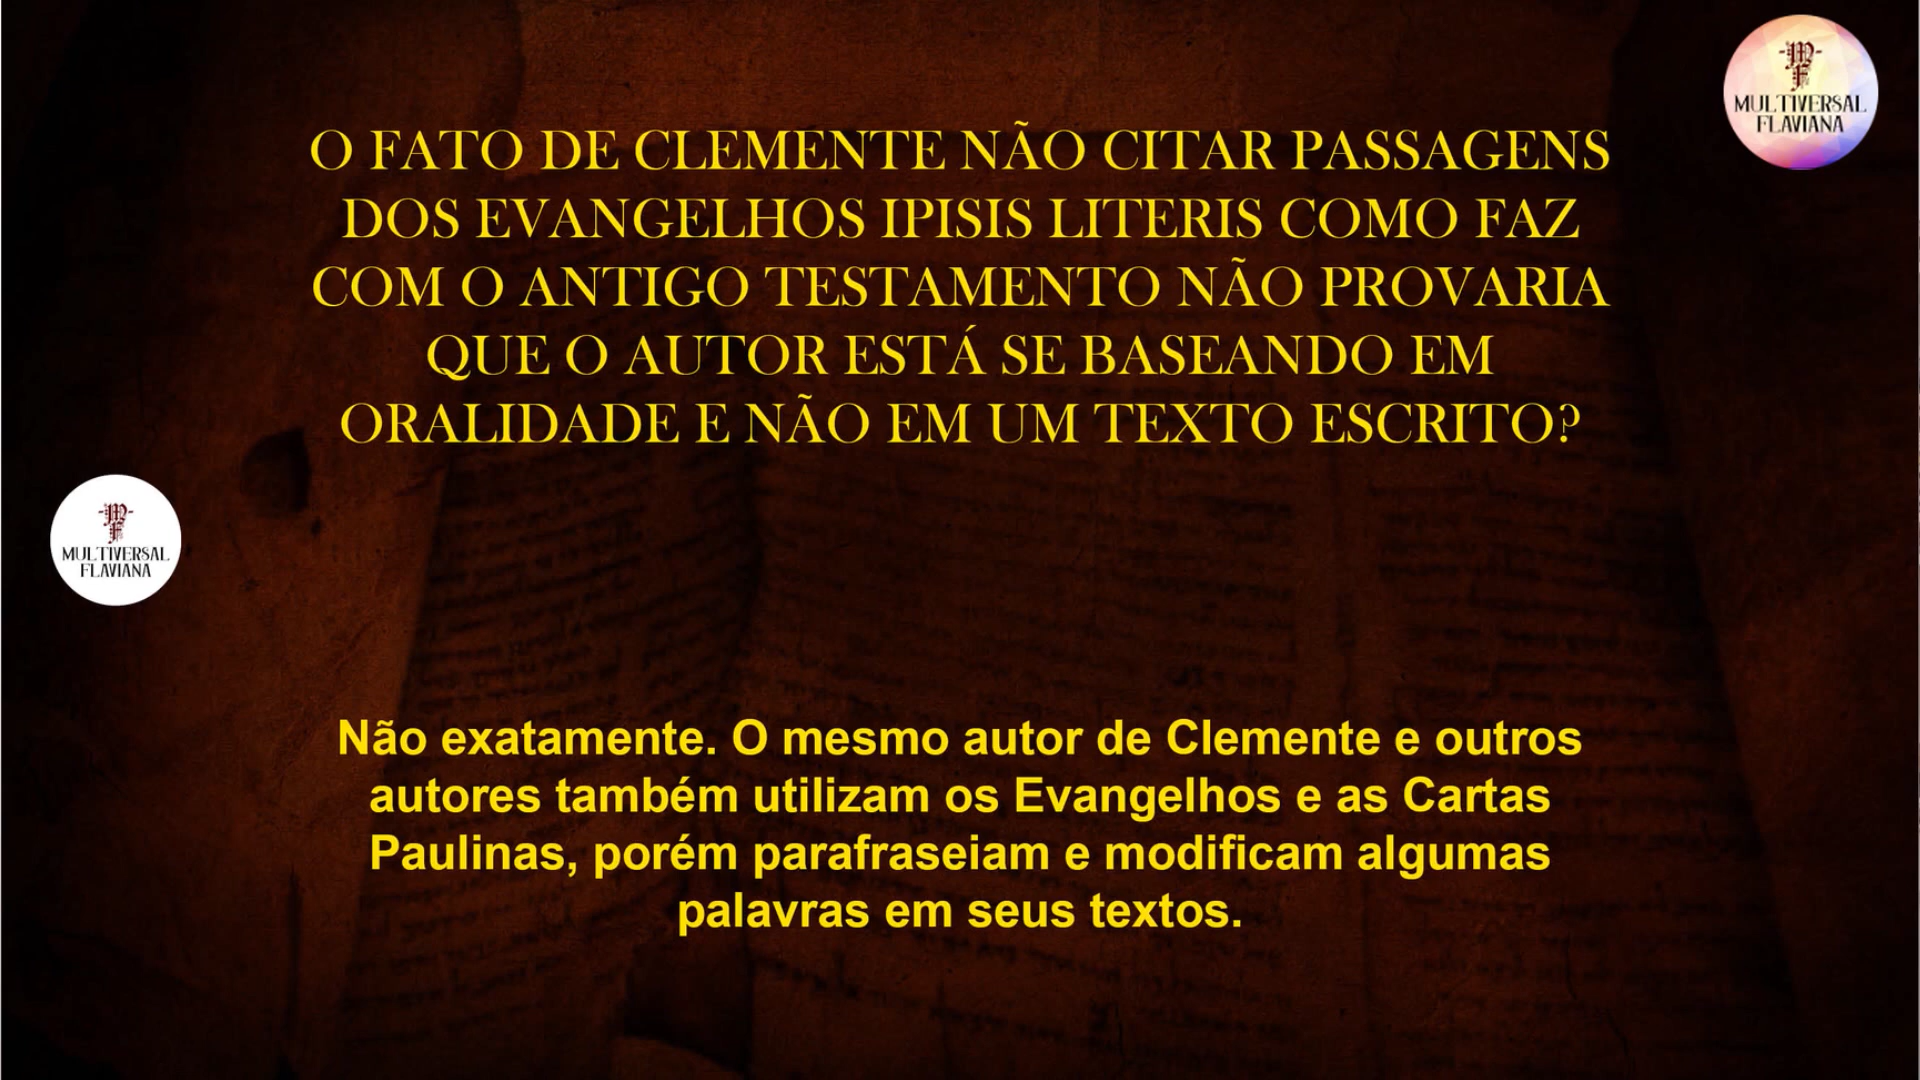 -M-
F
MULTIVERSAL
FLAVIANA
O FATO DE CLEMENTE NÃO CITAR PASSAGENS
DOS EVANGELHOS IPISIS LITERIS COMO FAZ
COM O ANTIGO TESTAMENTO NÃO PROVARIA
QUE O AUTOR ESTÁ SE BASEANDO EM
ORALIDADE E NÃO EM UM TEXTO ESCRITO?
-M-
F
MULTIVERSAL
FLAVIANA
Não exatamente. O mesmo autor de Clemente e outros
autores também utilizam os Evangelhos e as Cartas
Paulinas, porém parafraseiam e modificam algumas
palavras em seus textos.